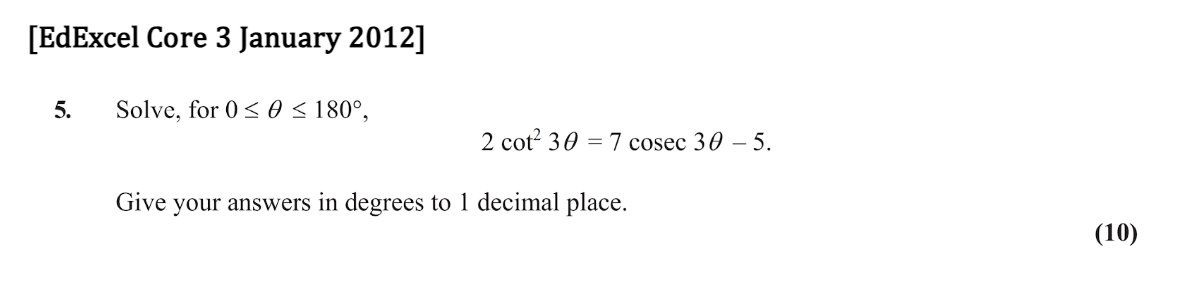 [EdExcel Core 3 January 2012]
5. Solve, for 0 ≤ θ ≤ 180°,
2 cot² 3θ = 7 cosec 3θ – 5.
Give your answers in degrees to 1 decimal place.
(10)